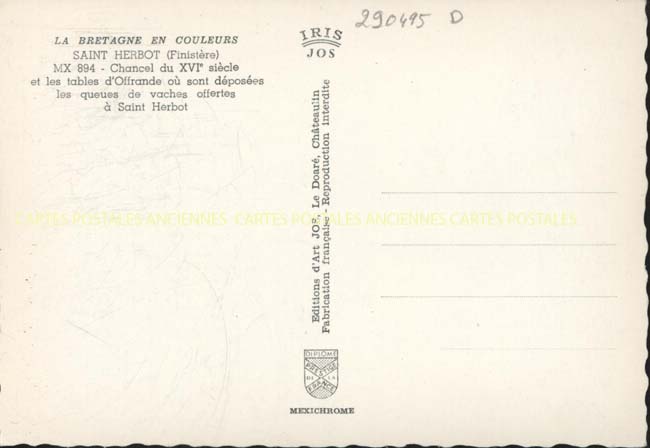 LA BRETAGNE EN COULEURS
SAINT HERBOT (Finistère)
MX 894 - Chancel du XVIᵉ siècle
et les tables d'Offrande où sont déposées
les queues de vaches offertes
à Saint Herbot
IRIS
JOS
290495 D
Editions d'Art JOS, Le Doaré, Châteaulin
Fabrication française - Reproduction interdite
CARTES POSTALES ANCIENNES CARTES POSTALES ANCIENNES CARTES POSTALES
DIPLOME
PRESTIGE
DE LA
FRANCE
MEXICHROME